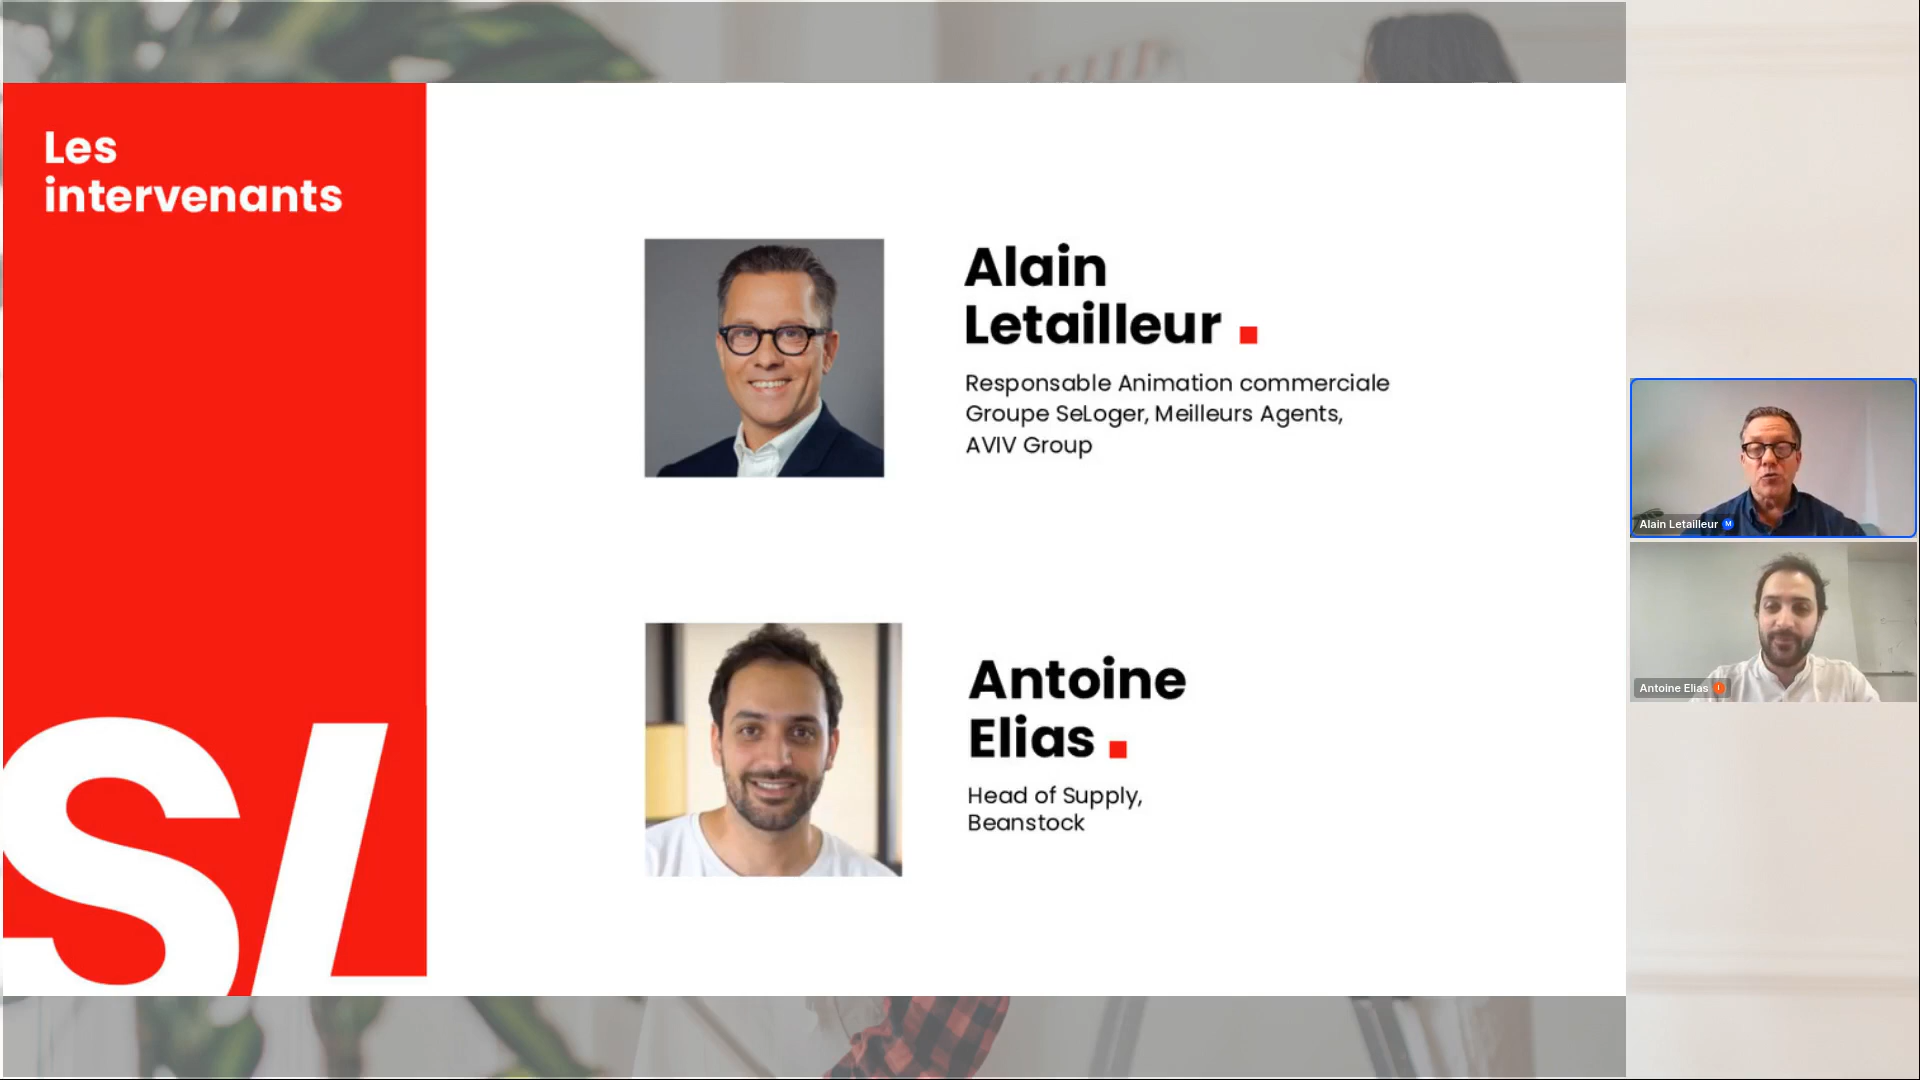 Les
intervenants
Alain
Letailleur
Responsable Animation commerciale
Groupe SeLoger, Meilleurs Agents,
AVIV Group
Antoine
Elias
Head of Supply,
Beanstock
SL
Alain Letailleur M
Antoine Elias I